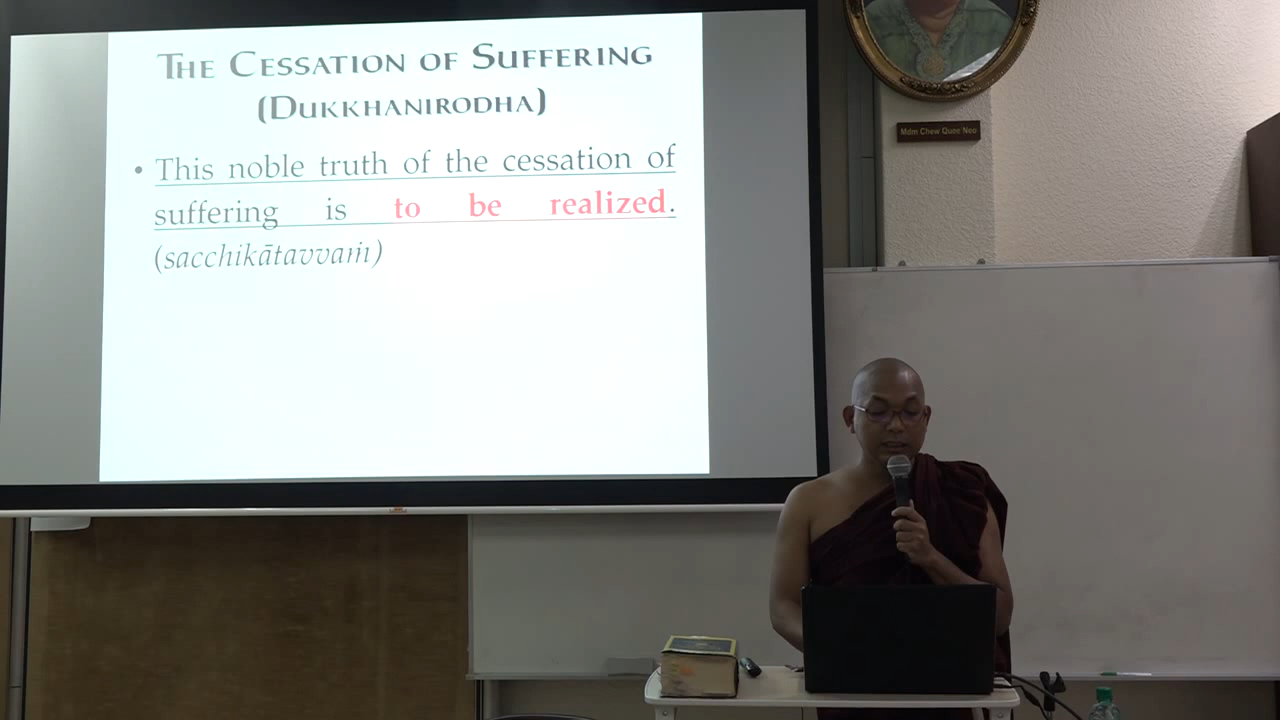 THE CESSATION OF SUFFERING
(DUKKHANIRODHA)
• This noble truth of the cessation of
suffering is to be realized.
(sacchikātavvaṁ)
Mdm Chew Quee Neo